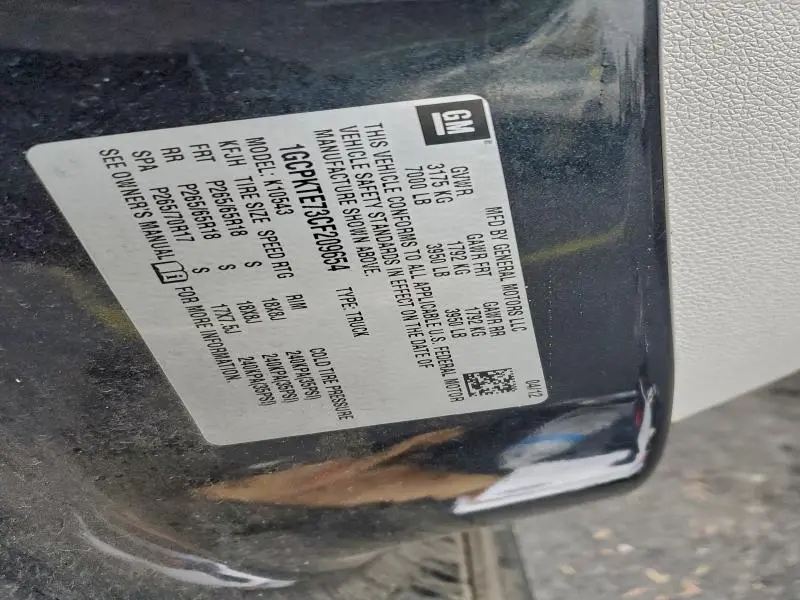 GM
MFD BY GENERAL MOTORS LLC
04/12
GVWR GAWR FRT GAWR RR
3175 KG 1792 KG 1792 KG
7000 LB 3950 LB 3950 LB
THIS VEHICLE CONFORMS TO ALL APPLICABLE U.S. FEDERAL MOTOR
VEHICLE SAFETY STANDARDS IN EFFECT ON THE DATE OF
MANUFACTURE SHOWN ABOVE.
1GCPKTE73CF209654 TYPE: TRUCK
MODEL: K10543
KFJH TIRE SIZE SPEED RTG RIM COLD TIRE PRESSURE
FRT P265/65R18 S 18X8J 240KPA(35PSI)
RR P265/65R18 S 18X8J 240KPA(35PSI)
SPA P265/70R17 S 17X7.5J 240KPA(35PSI)
SEE OWNER'S MANUAL i FOR MORE INFORMATION.